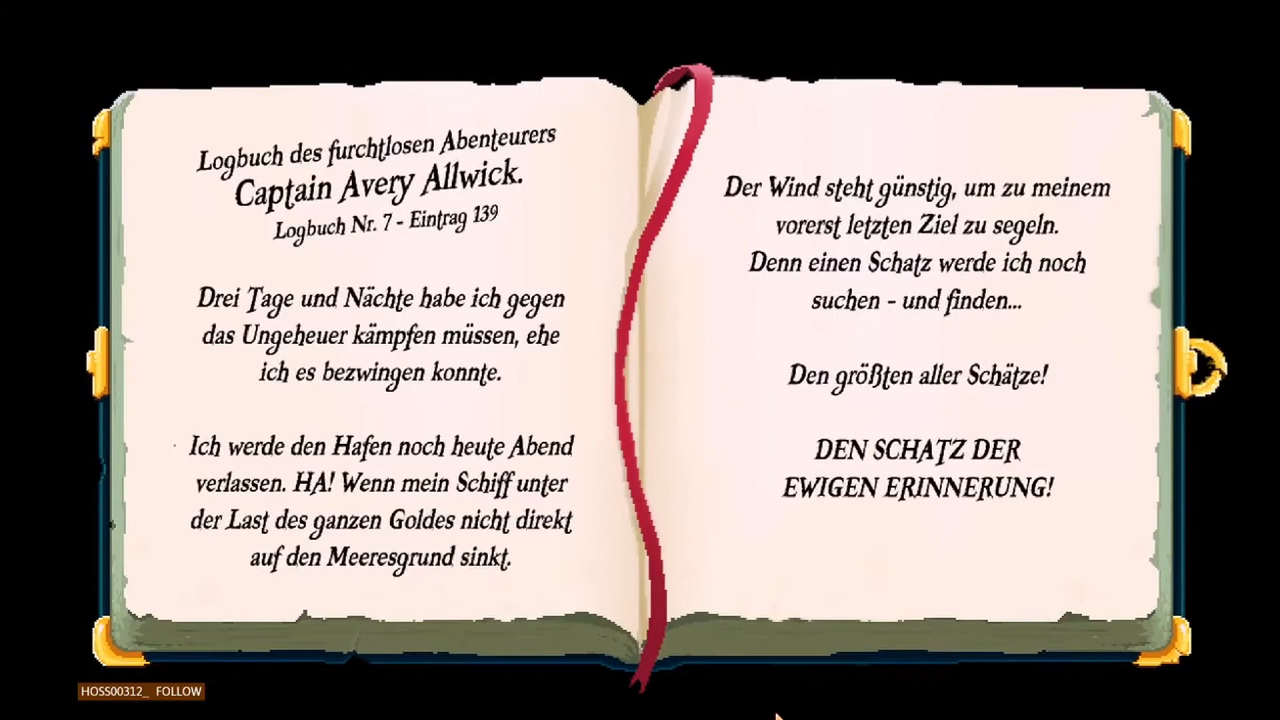 Logbuch des furchtlosen Abenteurers
Captain Avery Allwick.
Logbuch Nr. 7 - Eintrag 139
Drei Tage und Nächte habe ich gegen
das Ungeheuer kämpfen müssen, ehe
ich es bezwingen konnte.
Ich werde den Hafen noch heute Abend
verlassen. HA! Wenn mein Schiff unter
der Last des ganzen Goldes nicht direkt
auf den Meeresgrund sinkt.
Der Wind steht günstig, um zu meinem
vorerst letzten Ziel zu segeln.
Denn einen Schatz werde ich noch
suchen - und finden...
Den größten aller Schätze!
DEN SCHATZ DER
EWIGEN ERINNERUNG!
HOSS00312_ FOLLOW